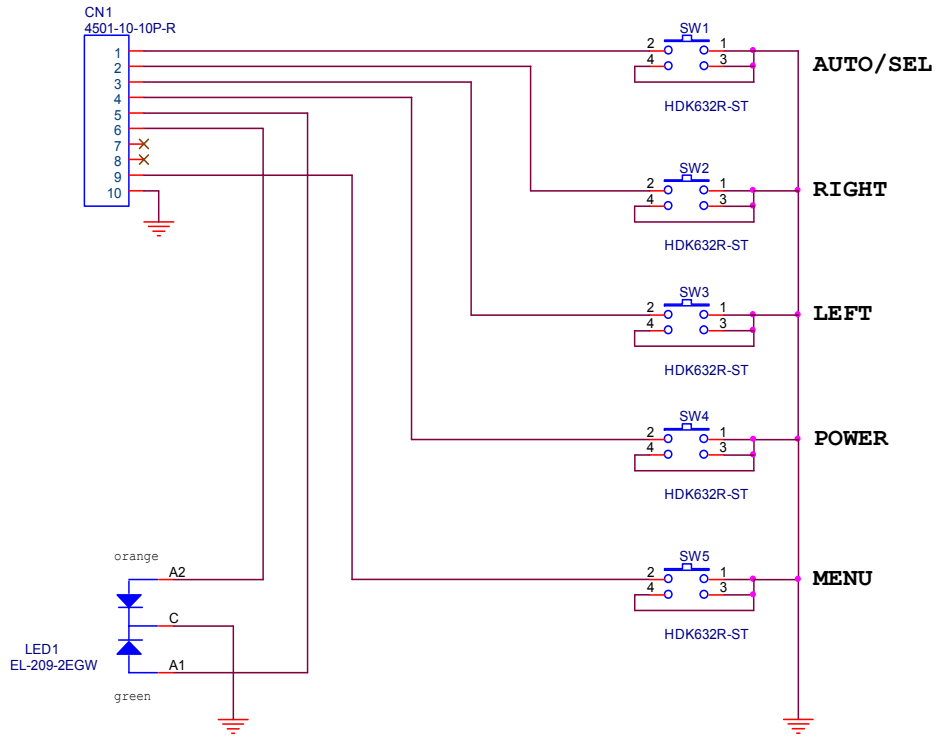 CN1
4501-10-10P-R
1
2
3
4
5
6
7
8
9
10
SW1
2 1
4 3
HDK632R-ST
AUTO/SEL
SW2
2 1
4 3
HDK632R-ST
RIGHT
SW3
2 1
4 3
HDK632R-ST
LEFT
SW4
2 1
4 3
HDK632R-ST
POWER
SW5
2 1
4 3
HDK632R-ST
MENU
orange
A2
C
LED1
EL-209-2EGW
A1
green